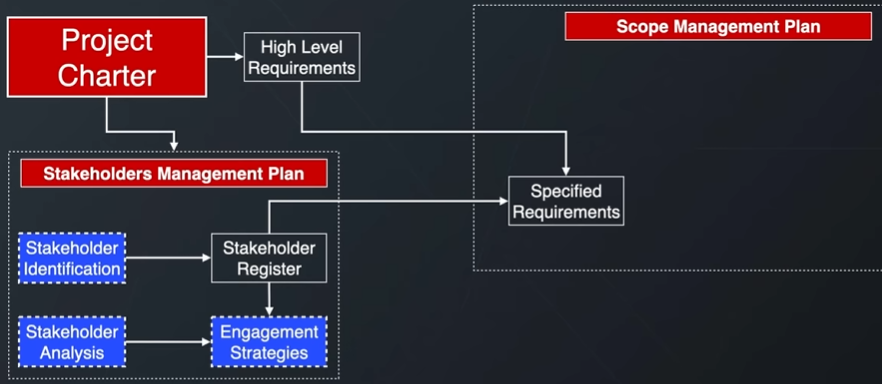 Project
Charter
High Level
Requirements
Scope Management Plan
Stakeholders Management Plan
Specified
Requirements
Stakeholder
Identification
Stakeholder
Register
Stakeholder
Analysis
Engagement
Strategies